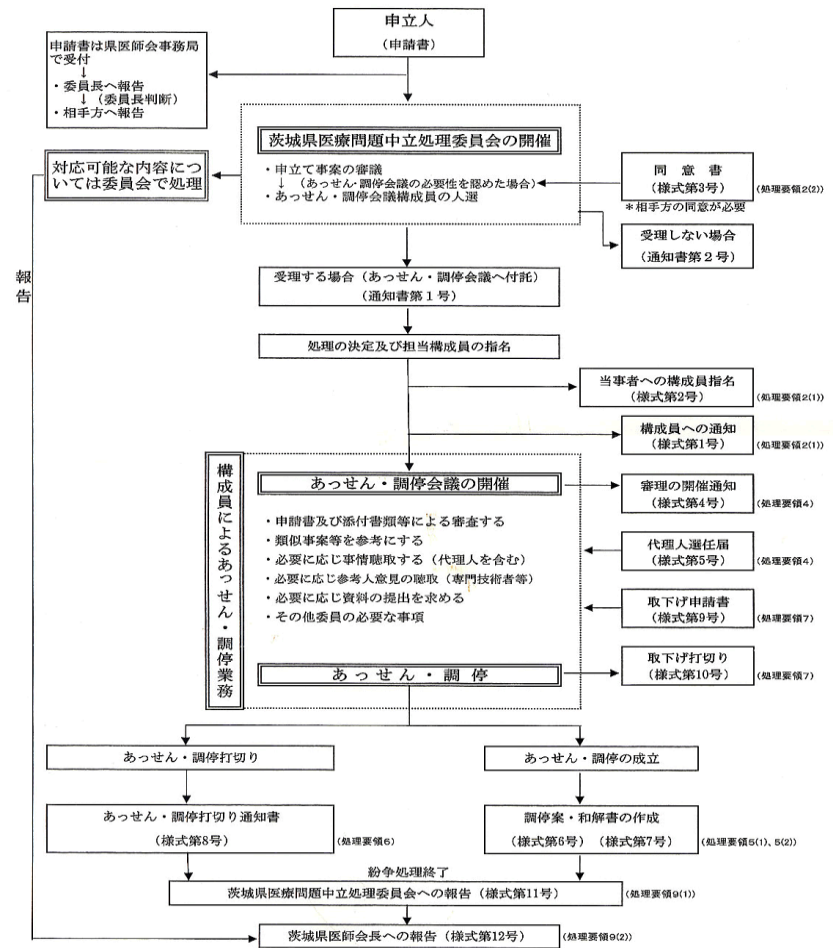 申立人
(申請書)
申請書は県医師会事務局
で受付
↓
・委員長へ報告
↓ (委員長判断)
・相手方へ報告
茨城県医療問題中立処理委員会の開催
・申立て事案の審議
↓ (あっせん・調停会議の必要性を認めた場合)
・あっせん・調停会議構成員の人選
対応可能な内容につ
いては委員会で処理
同意書
(様式第3号)
(処理要領2(2))
*相手方の同意が必要
受理しない場合
(通知書第2号)
報告
受理する場合(あっせん・調停会議へ付託)
(通知書第1号)
処理の決定及び担当構成員の指名
当事者への構成員指名
(様式第2号)
(処理要領2(1))
構成員への通知
(様式第1号)
(処理要領2(1))
構成員によるあっせん・調停業務
あっせん・調停会議の開催
・申請書及び添付書類等による審査する
・類似事案等を参考にする
・必要に応じ事情聴取する(代理人を含む)
・必要に応じ参考人意見の聴取(専門技術者等)
・必要に応じ資料の提出を求める
・その他委員の必要な事項
あっせん・調停
審理の開催通知
(様式第4号)
(処理要領4)
代理人選任届
(様式第5号)
(処理要領4)
取下げ申請書
(様式第9号)
(処理要領7)
取下げ打切り
(様式第10号)
(処理要領7)
あっせん・調停打切り
あっせん・調停の成立
あっせん・調停打切り通知書
(様式第8号)
(処理要領6)
調停案・和解書の作成
(様式第6号) (様式第7号)
(処理要領5(1)、5(2))
紛争処理終了
茨城県医療問題中立処理委員会への報告(様式第11号)
(処理要領9(1))
茨城県医師会長への報告(様式第12号)
(処理要領9(2))